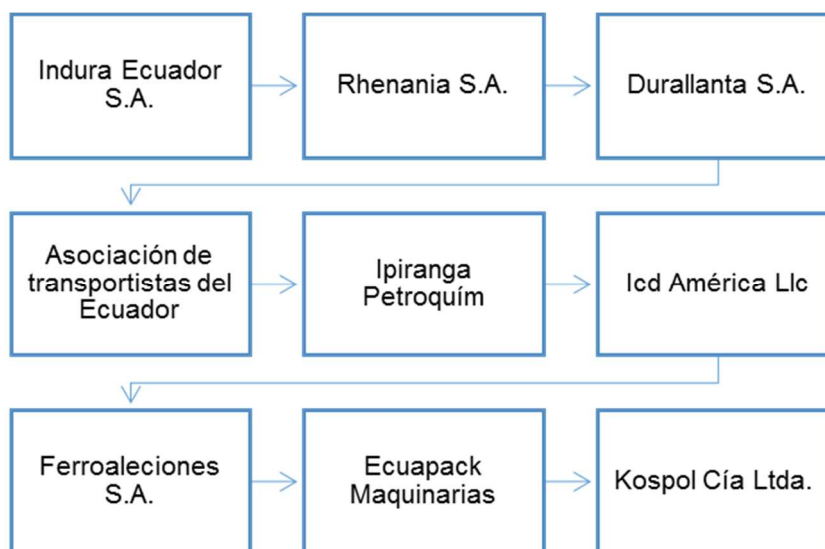 Indura Ecuador
S.A.
Rhenania S.A.
Durallanta S.A.
Asociación de
transportistas del
Ecuador
Ipiranga
Petroquím
Icd América Llc
Ferroaleciones
S.A.
Ecuapack
Maquinarias
Kospol Cía Ltda.